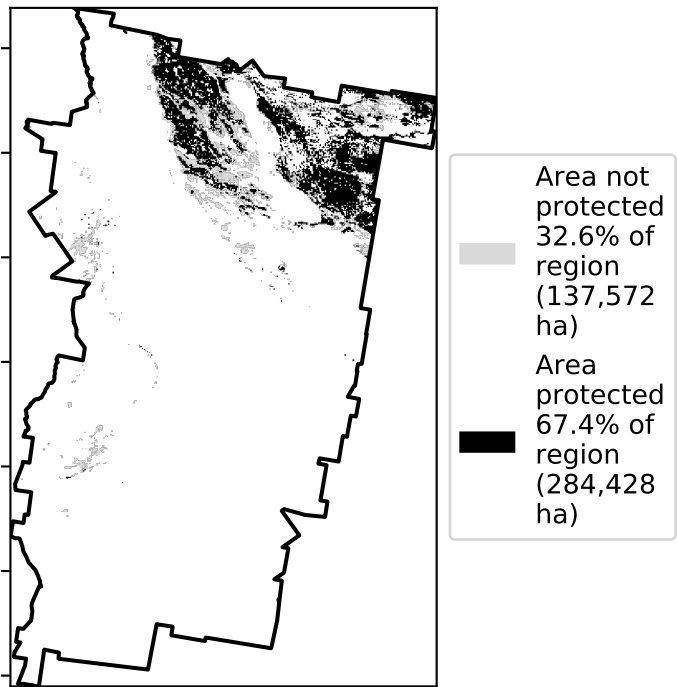 Area not
protected
32.6% of
region
(137,572
ha)
Area
protected
67.4% of
region
(284,428
ha)